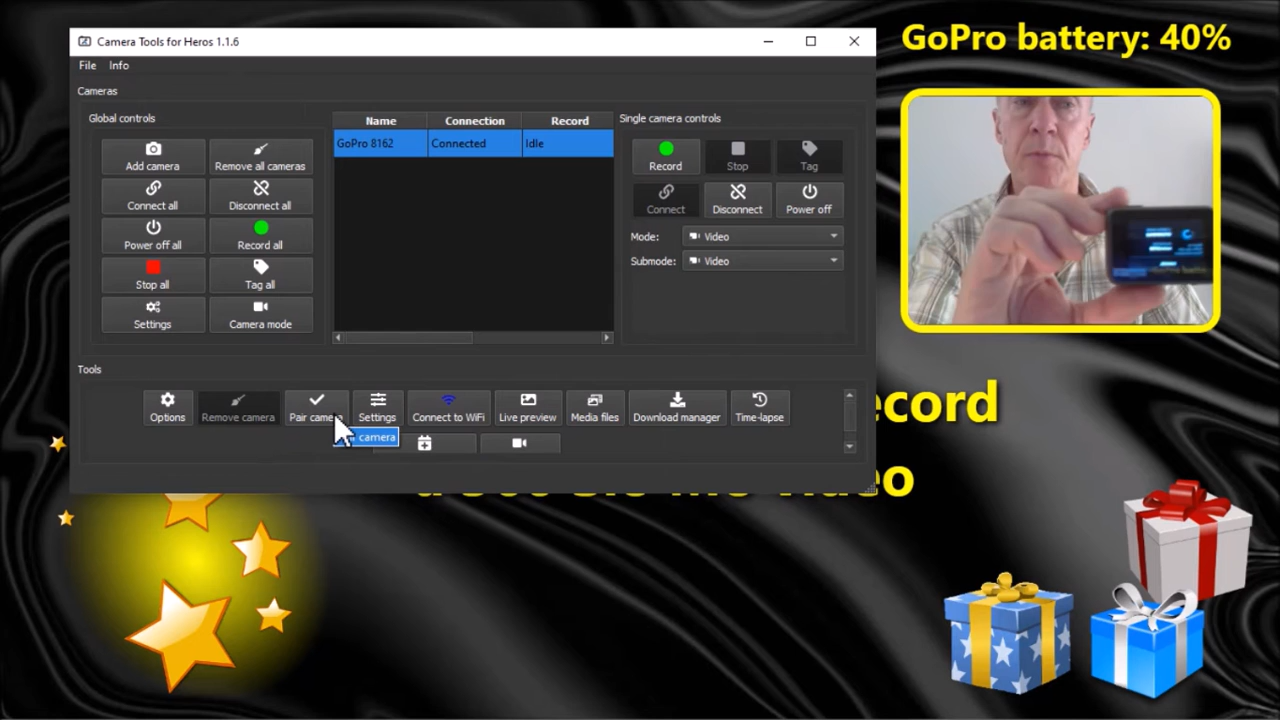 Camera Tools for Heros 1.1.6
File Info
Cameras
Global controls
Add camera
Remove all cameras
Connect all
Disconnect all
Power off all
Record all
Stop all
Tag all
Settings
Camera mode
Name Connection Record
GoPro 8162 Connected Idle
Single camera controls
Record
Stop
Tag
Connect
Disconnect
Power off
Mode: Video
Submode: Video
Tools
Options
Remove camera
Pair camera
Settings
Connect to WiFi
Live preview
Media files
Download manager
Time-lapse
camera
GoPro battery: 40%